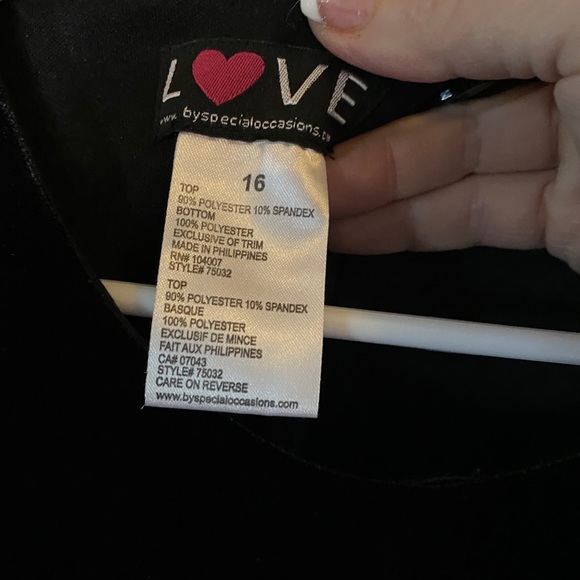 L❤VE
www.byspecialoccasions.
16
TOP
90% POLYESTER 10% SPANDEX
BOTTOM
100% POLYESTER
EXCLUSIVE OF TRIM
MADE IN PHILIPPINES
RN# 104007
STYLE# 75032
TOP
90% POLYESTER 10% SPANDEX
BASQUE
100% POLYESTER
EXCLUSIF DE MINCE
FAIT AUX PHILIPPINES
CA# 07043
STYLE# 75032
CARE ON REVERSE
www.byspecialoccasions.com